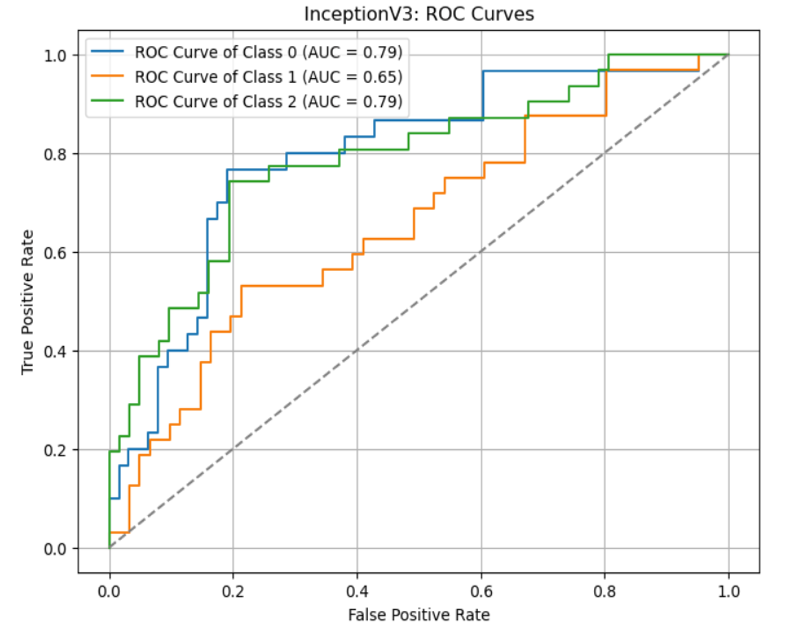 InceptionV3: ROC Curves
ROC Curve of Class 0 (AUC = 0.79)
ROC Curve of Class 1 (AUC = 0.65)
ROC Curve of Class 2 (AUC = 0.79)
True Positive Rate
1.0
0.8
0.6
0.4
0.2
0.0
0.0 0.2 0.4 0.6 0.8 1.0
False Positive Rate